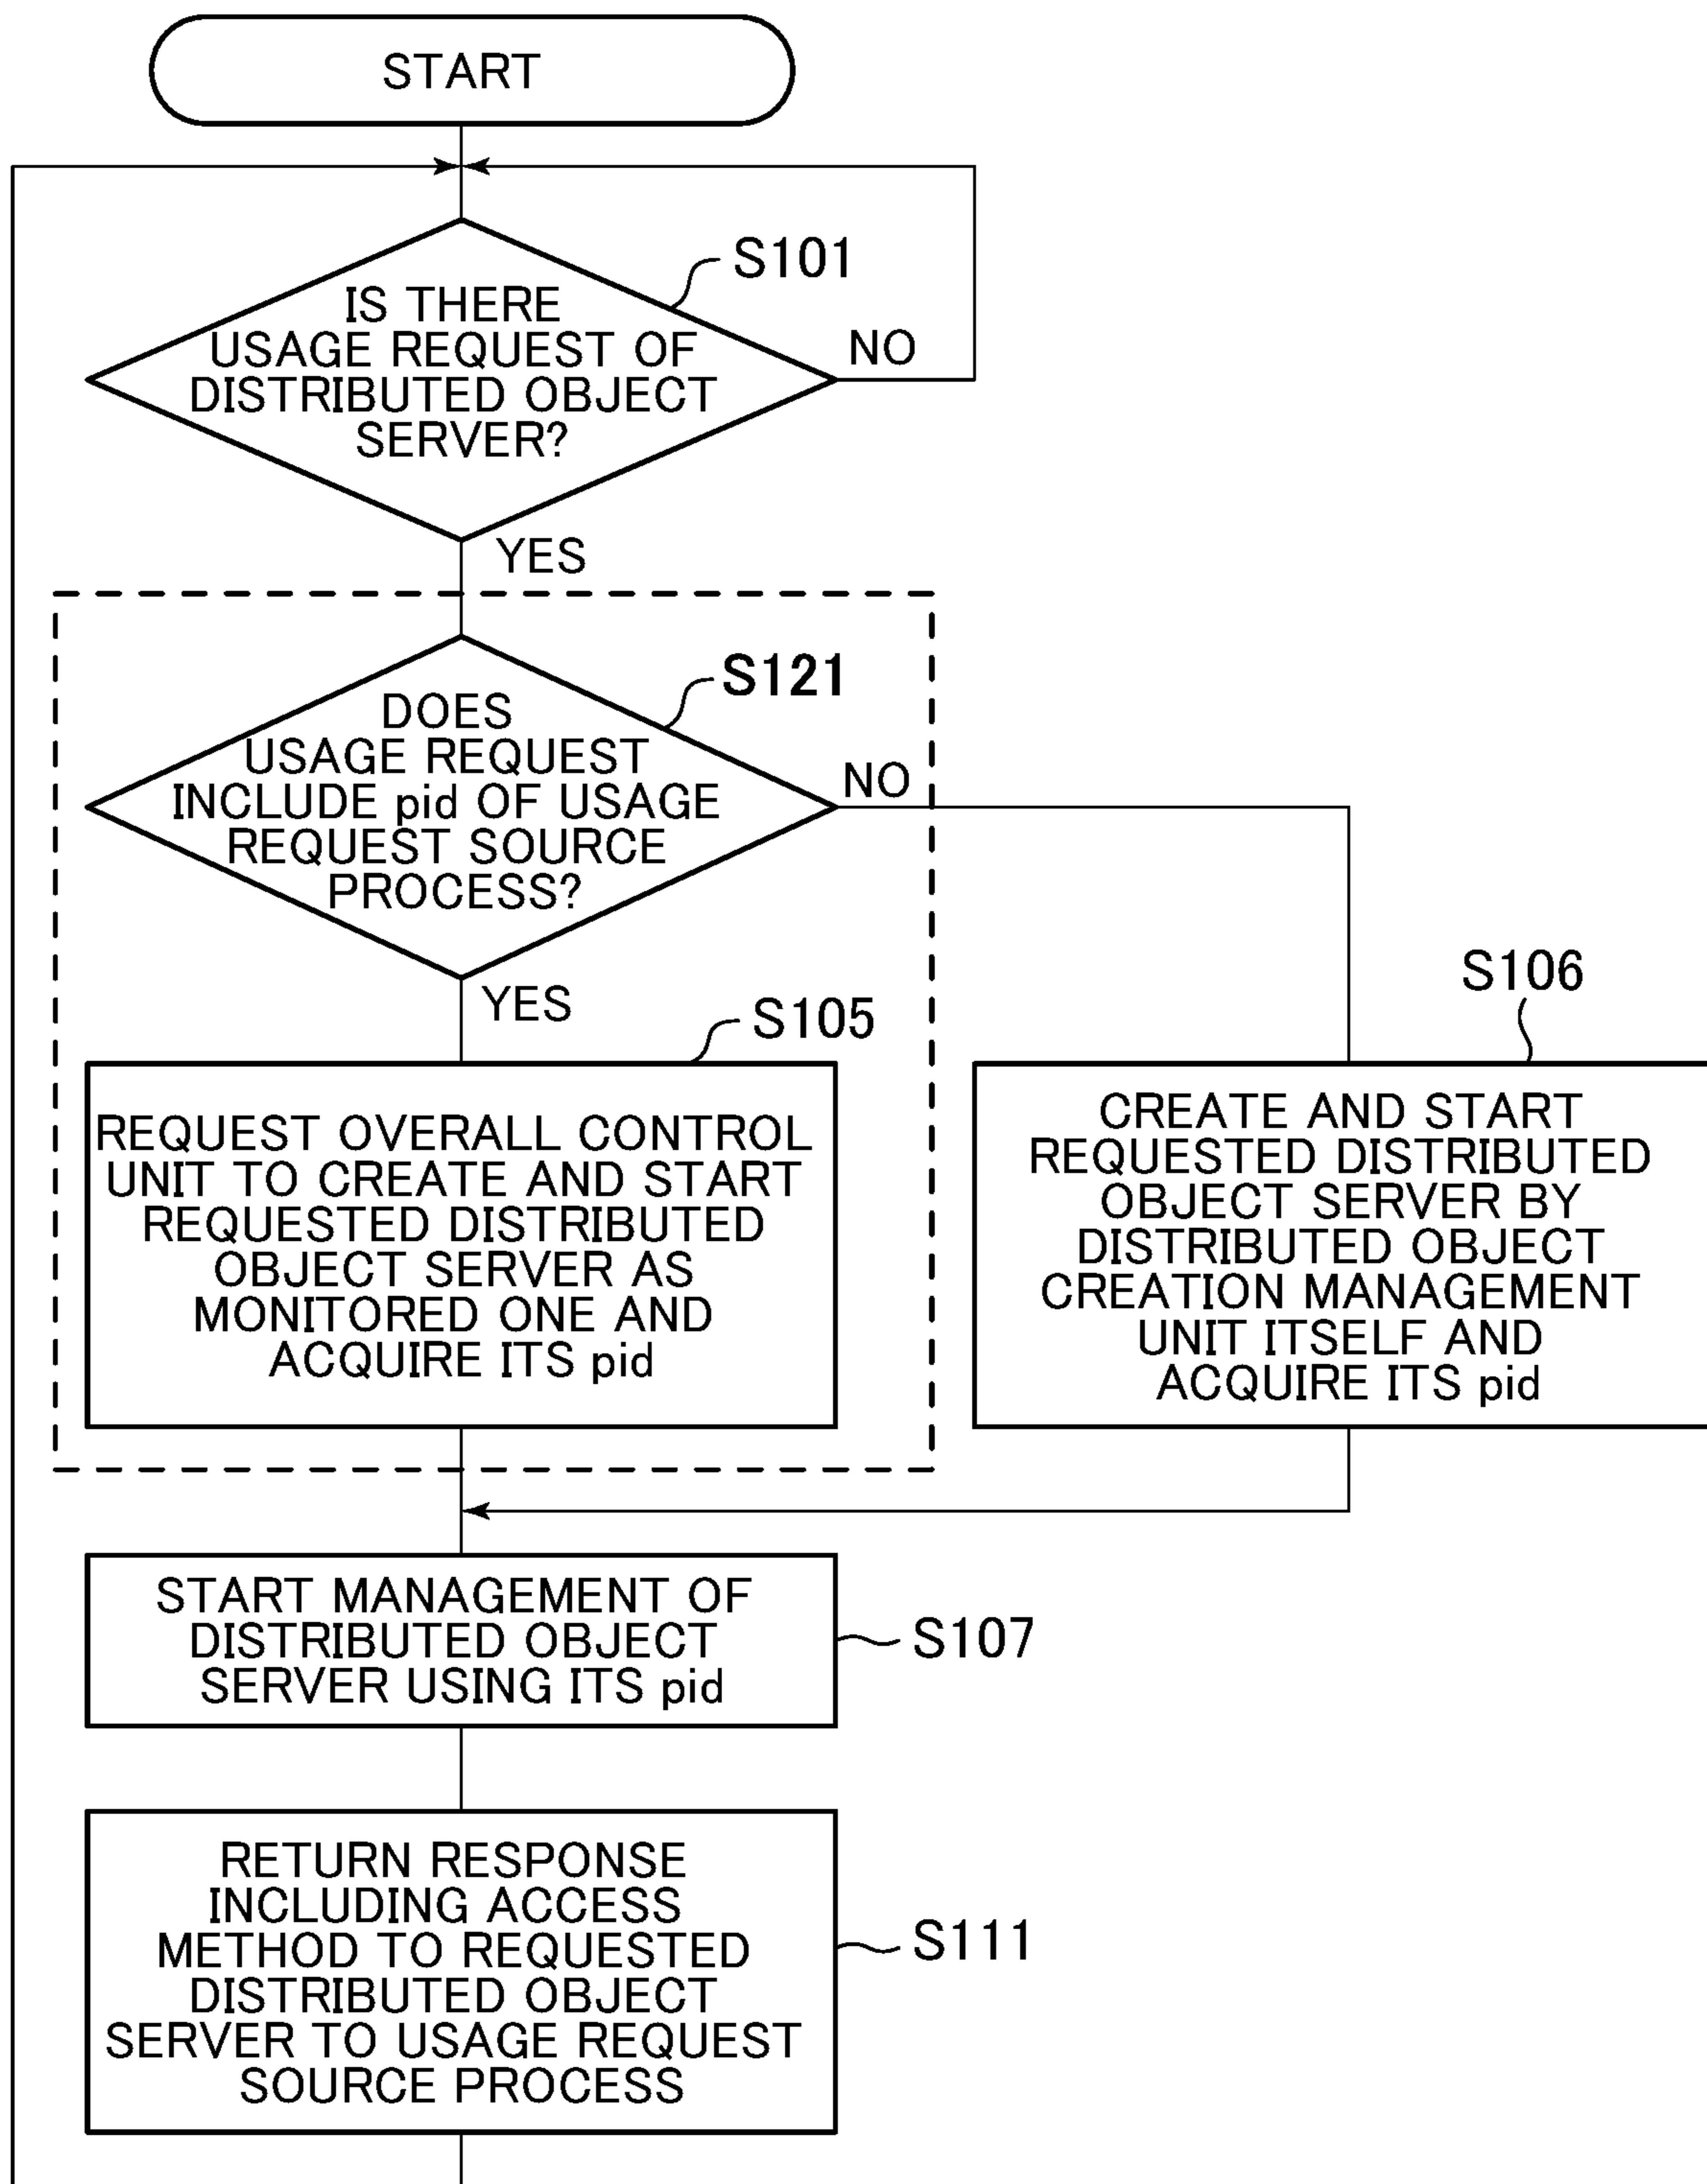 START
S101
IS THERE
USAGE REQUEST OF
DISTRIBUTED OBJECT
SERVER?
NO
YES
S121
DOES
USAGE REQUEST
INCLUDE pid OF USAGE
REQUEST SOURCE
PROCESS?
NO
YES
S105
REQUEST OVERALL CONTROL
UNIT TO CREATE AND START
REQUESTED DISTRIBUTED
OBJECT SERVER AS
MONITORED ONE AND
ACQUIRE ITS pid
S106
CREATE AND START
REQUESTED DISTRIBUTED
OBJECT SERVER BY
DISTRIBUTED OBJECT
CREATION MANAGEMENT
UNIT ITSELF AND
ACQUIRE ITS pid
START MANAGEMENT OF
DISTRIBUTED OBJECT
SERVER USING ITS pid
S107
RETURN RESPONSE
INCLUDING ACCESS
METHOD TO REQUESTED
DISTRIBUTED OBJECT
SERVER TO USAGE REQUEST
SOURCE PROCESS
S111